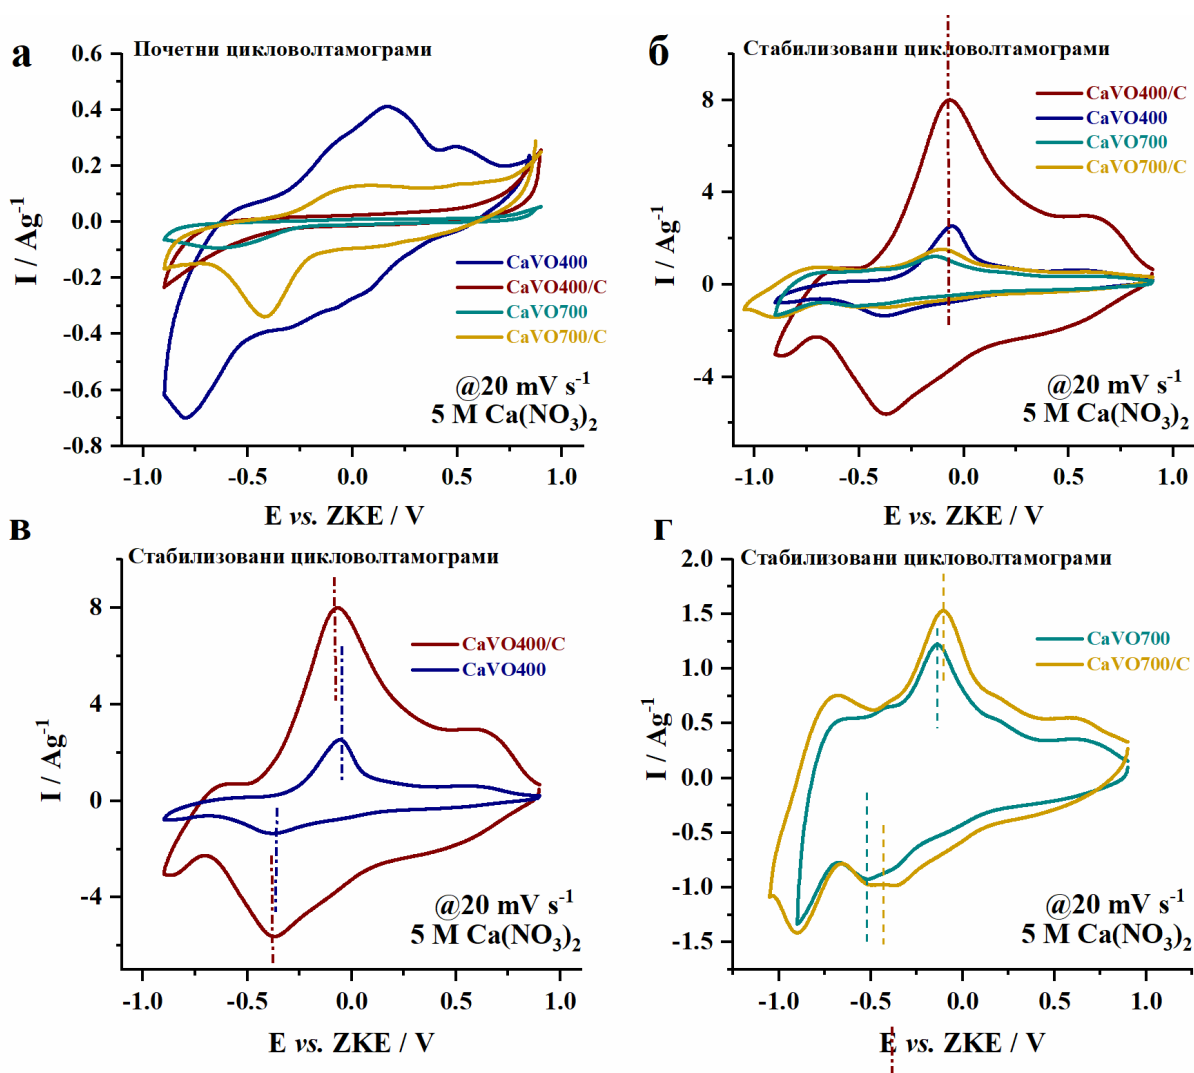 а
Почетни цикловолтамограми
0.6
0.4
0.2
0.0
-0.2
-0.4
-0.6
-0.8
I / Ag-1
CaVO400
CaVO400/C
CaVO700
CaVO700/C
@20 mV s-1
5 M Ca(NO3)2
-1.0 -0.5 0.0 0.5 1.0
E vs. ZKE / V
б
Стабилизовани цикловолтамограми
8
4
0
-4
I / Ag-1
CaVO400/C
CaVO400
CaVO700
CaVO700/C
@20 mV s-1
5 M Ca(NO3)2
-1.0 -0.5 0.0 0.5 1.0
E vs. ZKE / V
в
Стабилизовани цикловолтамограми
8
4
0
-4
I / Ag-1
CaVO400/C
CaVO400
@20 mV s-1
5 M Ca(NO3)2
-1.0 -0.5 0.0 0.5 1.0
E vs. ZKE / V
г
Стабилизовани цикловолтамограми
2.0
1.5
1.0
0.5
0.0
-0.5
-1.0
-1.5
I / Ag-1
CaVO700
CaVO700/C
@20 mV s-1
5 M Ca(NO3)2
-1.0 -0.5 0.0 0.5 1.0
E vs. ZKE / V